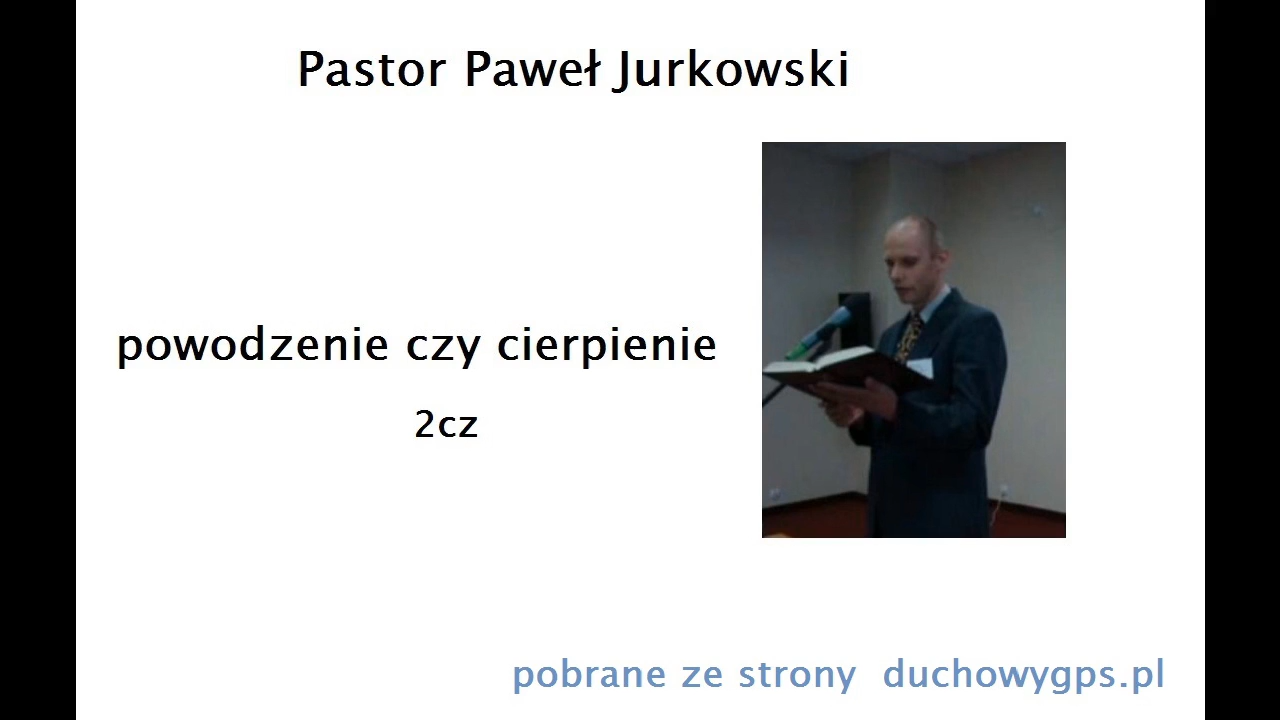 Pastor Paweł Jurkowski
powodzenie czy cierpienie
2cz
pobrane ze strony duchowygps.pl